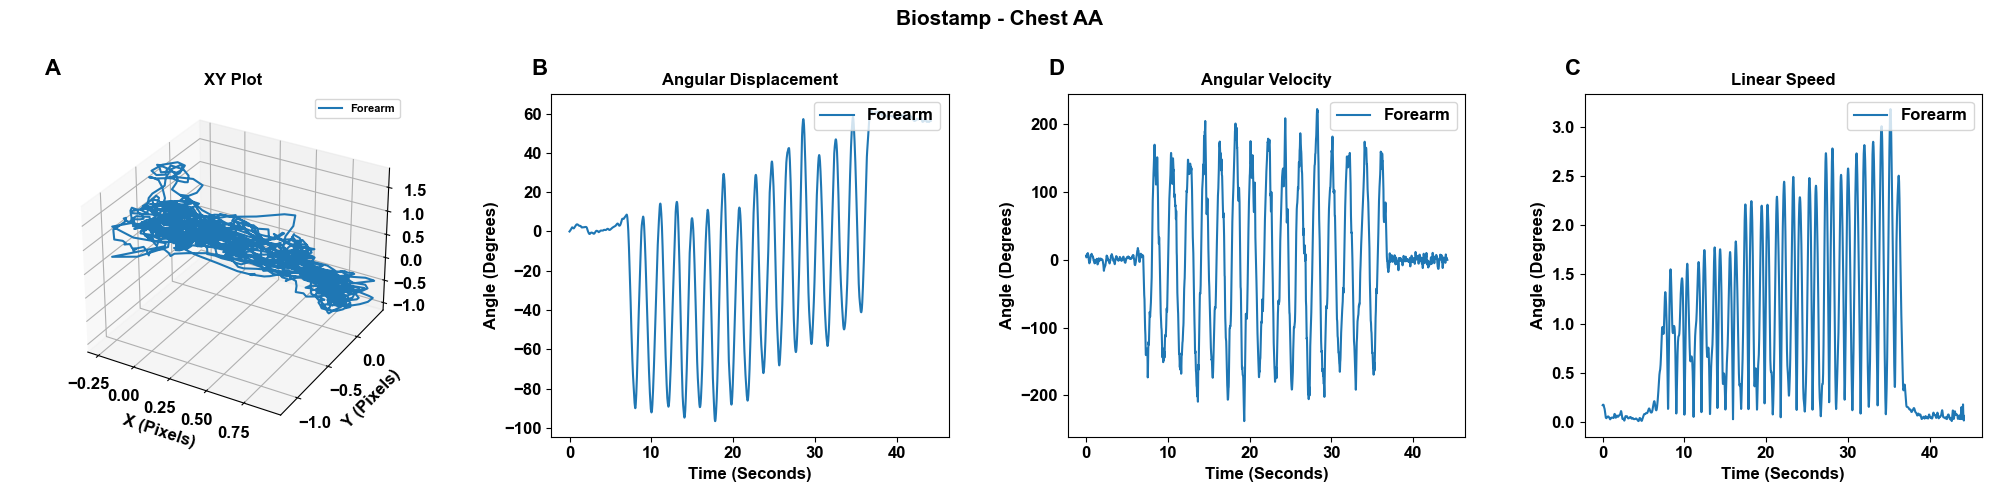 Biostamp - Chest AA
A
XY Plot
Forearm
1.5
1.0
0.5
0.0
−0.5
−1.0
−0.25
0.00
0.25
0.50
0.75
X (Pixels)
0.0
−0.5
−1.0
Y (Pixels)
B
Angular Displacement
Forearm
60
40
20
0
−20
−40
−60
−80
−100
Angle (Degrees)
0 10 20 30 40
Time (Seconds)
D
Angular Velocity
Forearm
200
100
0
−100
−200
Angle (Degrees)
0 10 20 30 40
Time (Seconds)
C
Linear Speed
Forearm
3.0
2.5
2.0
1.5
1.0
0.5
0.0
Angle (Degrees)
0 10 20 30 40
Time (Seconds)